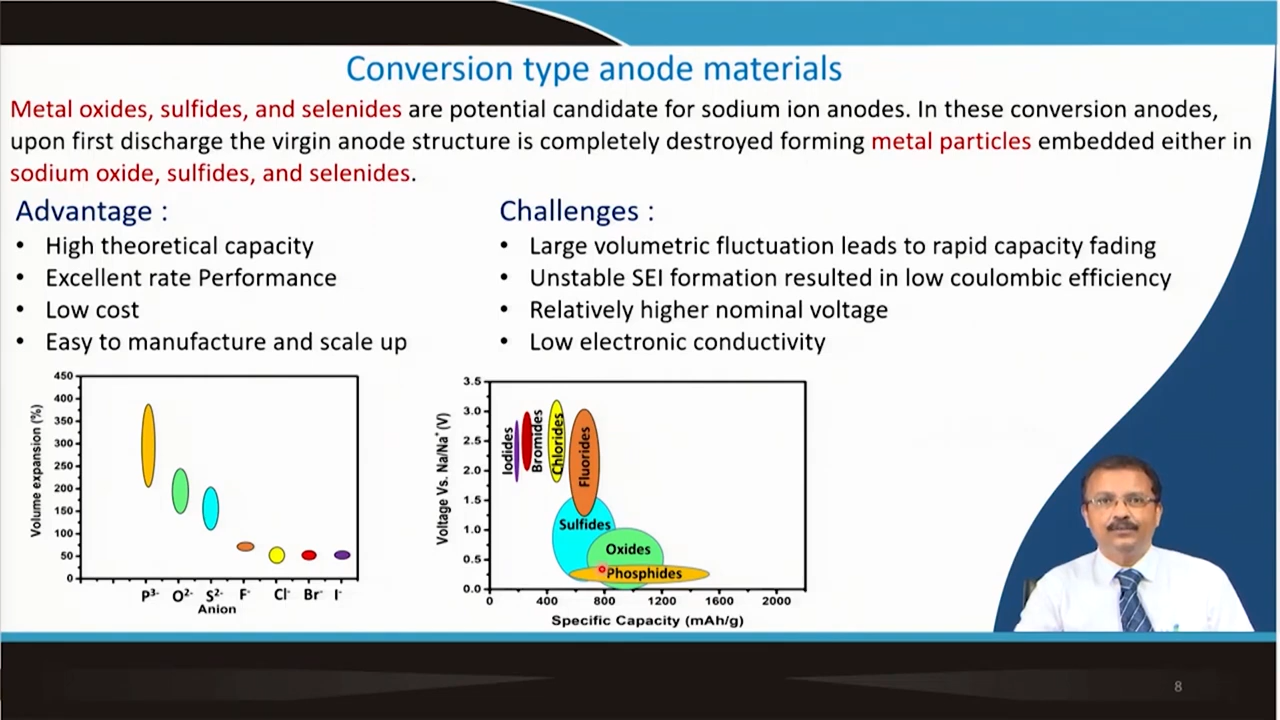 Conversion type anode materials
Metal oxides, sulfides, and selenides are potential candidate for sodium ion anodes. In these conversion anodes,
upon first discharge the virgin anode structure is completely destroyed forming metal particles embedded either in
sodium oxide, sulfides, and selenides.
Advantage :
• High theoretical capacity
• Excellent rate Performance
• Low cost
• Easy to manufacture and scale up
Challenges :
• Large volumetric fluctuation leads to rapid capacity fading
• Unstable SEI formation resulted in low coulombic efficiency
• Relatively higher nominal voltage
• Low electronic conductivity
Volume expansion (%)
450
400
350
300
250
200
150
100
50
0
P3- O2- S2- F- Cl- Br- I-
Anion
Voltage Vs. Na/Na+ (V)
3.5
3.0
2.5
2.0
1.5
1.0
0.5
0.0
Iodides
Bromides
Chlorides
Fluorides
Sulfides
Oxides
Phosphides
0 400 800 1200 1600 2000
Specific Capacity (mAh/g)
8